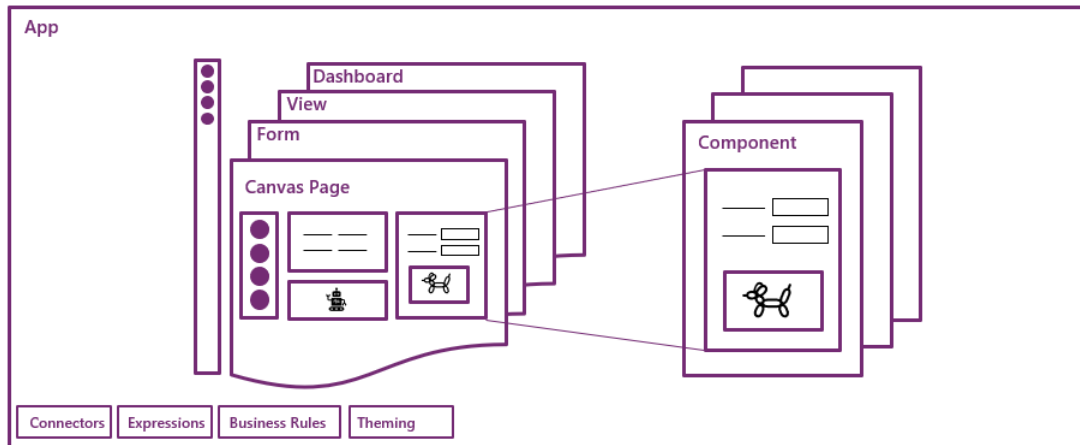 App
Dashboard
View
Form
Canvas Page
Component
Connectors
Expressions
Business Rules
Theming